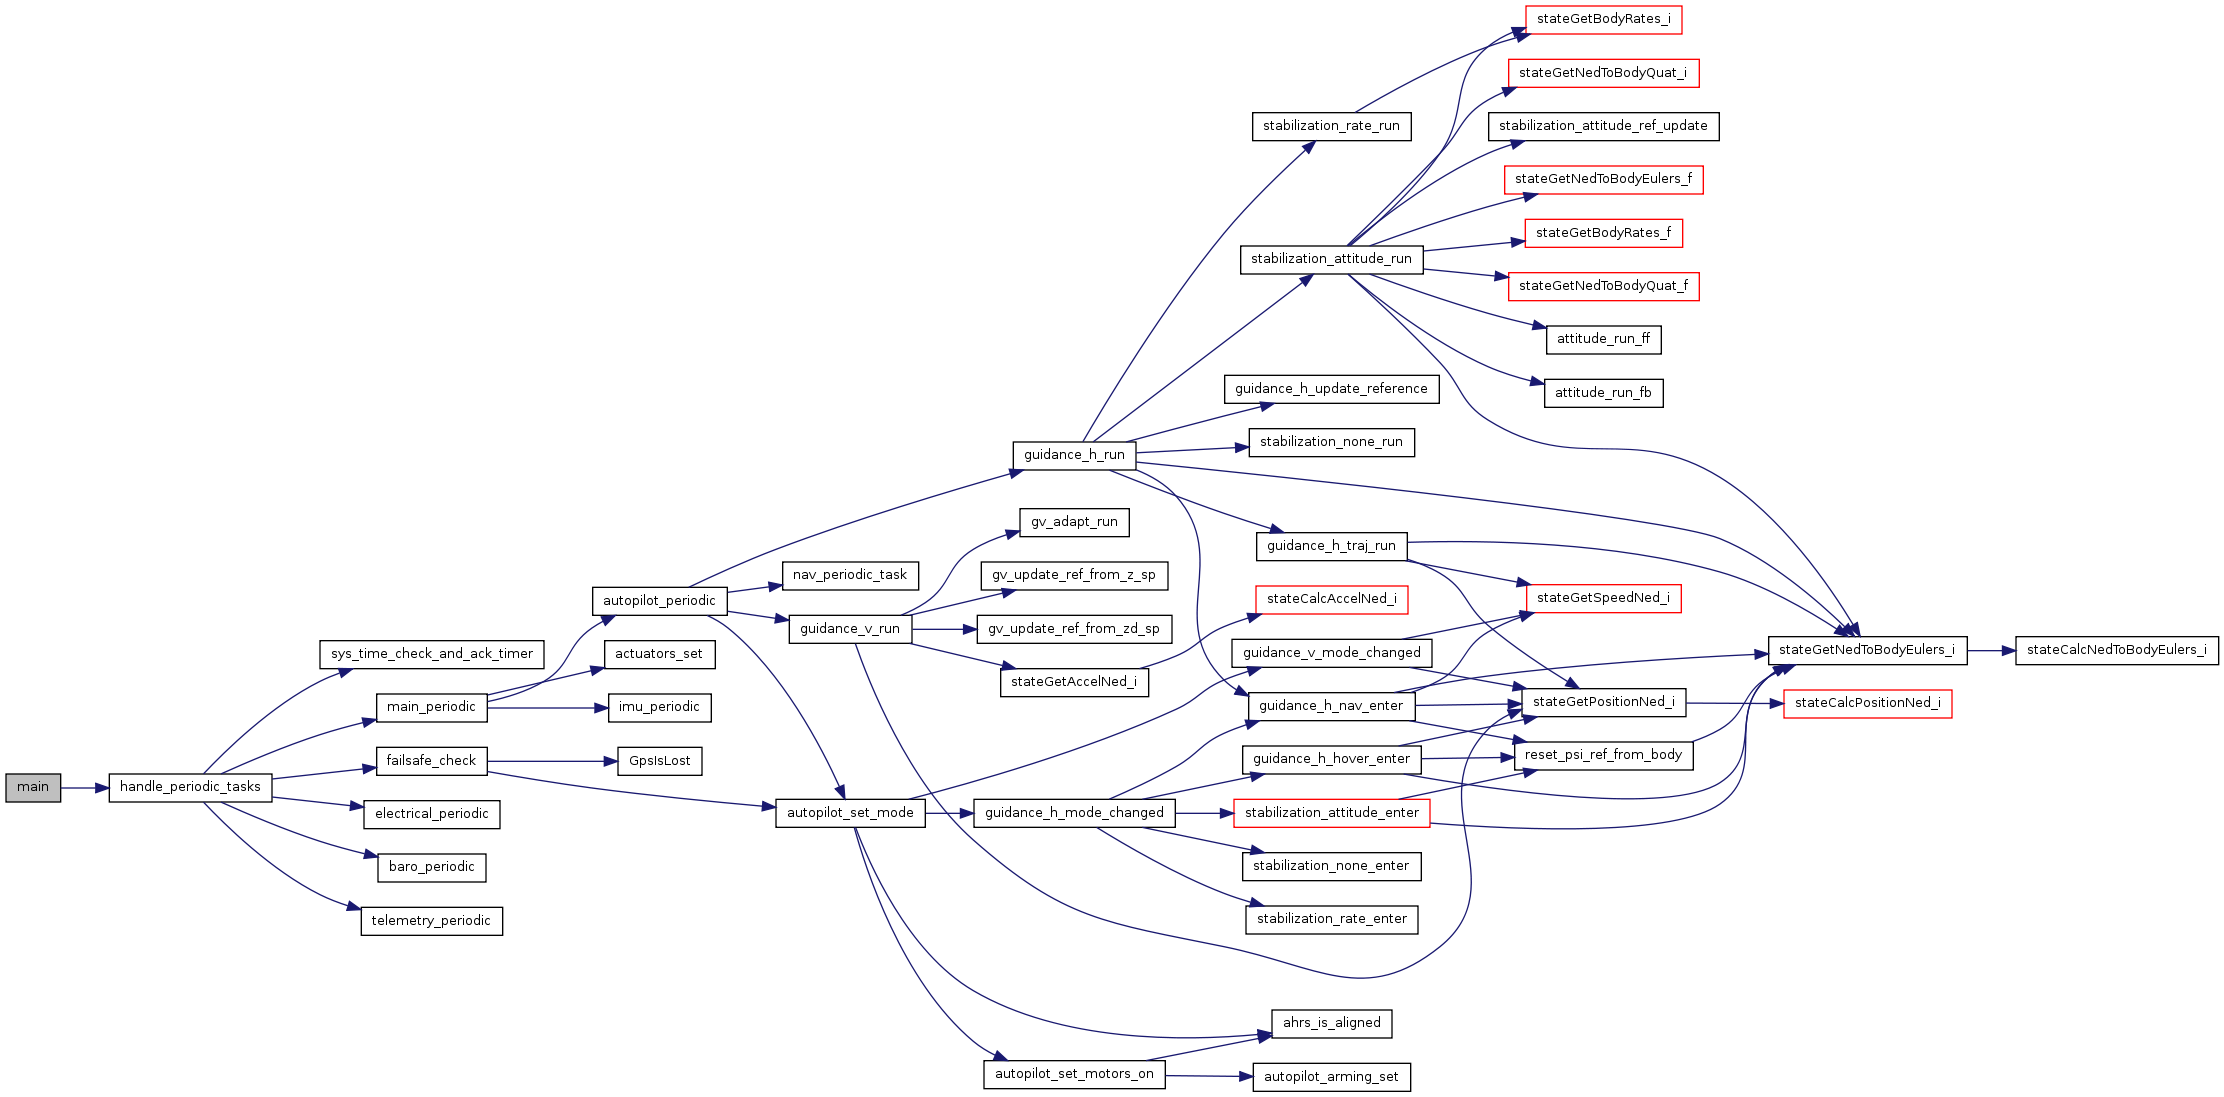 main
handle_periodic_tasks
sys_time_check_and_ack_timer
main_periodic
failsafe_check
electrical_periodic
baro_periodic
telemetry_periodic
autopilot_periodic
actuators_set
imu_periodic
GpsIsLost
nav_periodic_task
guidance_v_run
autopilot_set_mode
guidance_h_run
gv_adapt_run
gv_update_ref_from_z_sp
gv_update_ref_from_zd_sp
stateGetAccelNed_i
guidance_h_mode_changed
autopilot_set_motors_on
stabilization_rate_run
stabilization_attitude_run
guidance_h_update_reference
stabilization_none_run
guidance_h_traj_run
stateCalcAccelNed_i
guidance_v_mode_changed
guidance_h_nav_enter
guidance_h_hover_enter
stabilization_attitude_enter
stabilization_none_enter
stabilization_rate_enter
ahrs_is_aligned
autopilot_arming_set
stateGetBodyRates_i
stateGetNedToBodyQuat_i
stabilization_attitude_ref_update
stateGetNedToBodyEulers_f
stateGetBodyRates_f
stateGetNedToBodyQuat_f
attitude_run_ff
attitude_run_fb
stateGetSpeedNed_i
stateGetPositionNed_i
reset_psi_ref_from_body
stateGetNedToBodyEulers_i
stateCalcPositionNed_i
stateCalcNedToBodyEulers_i